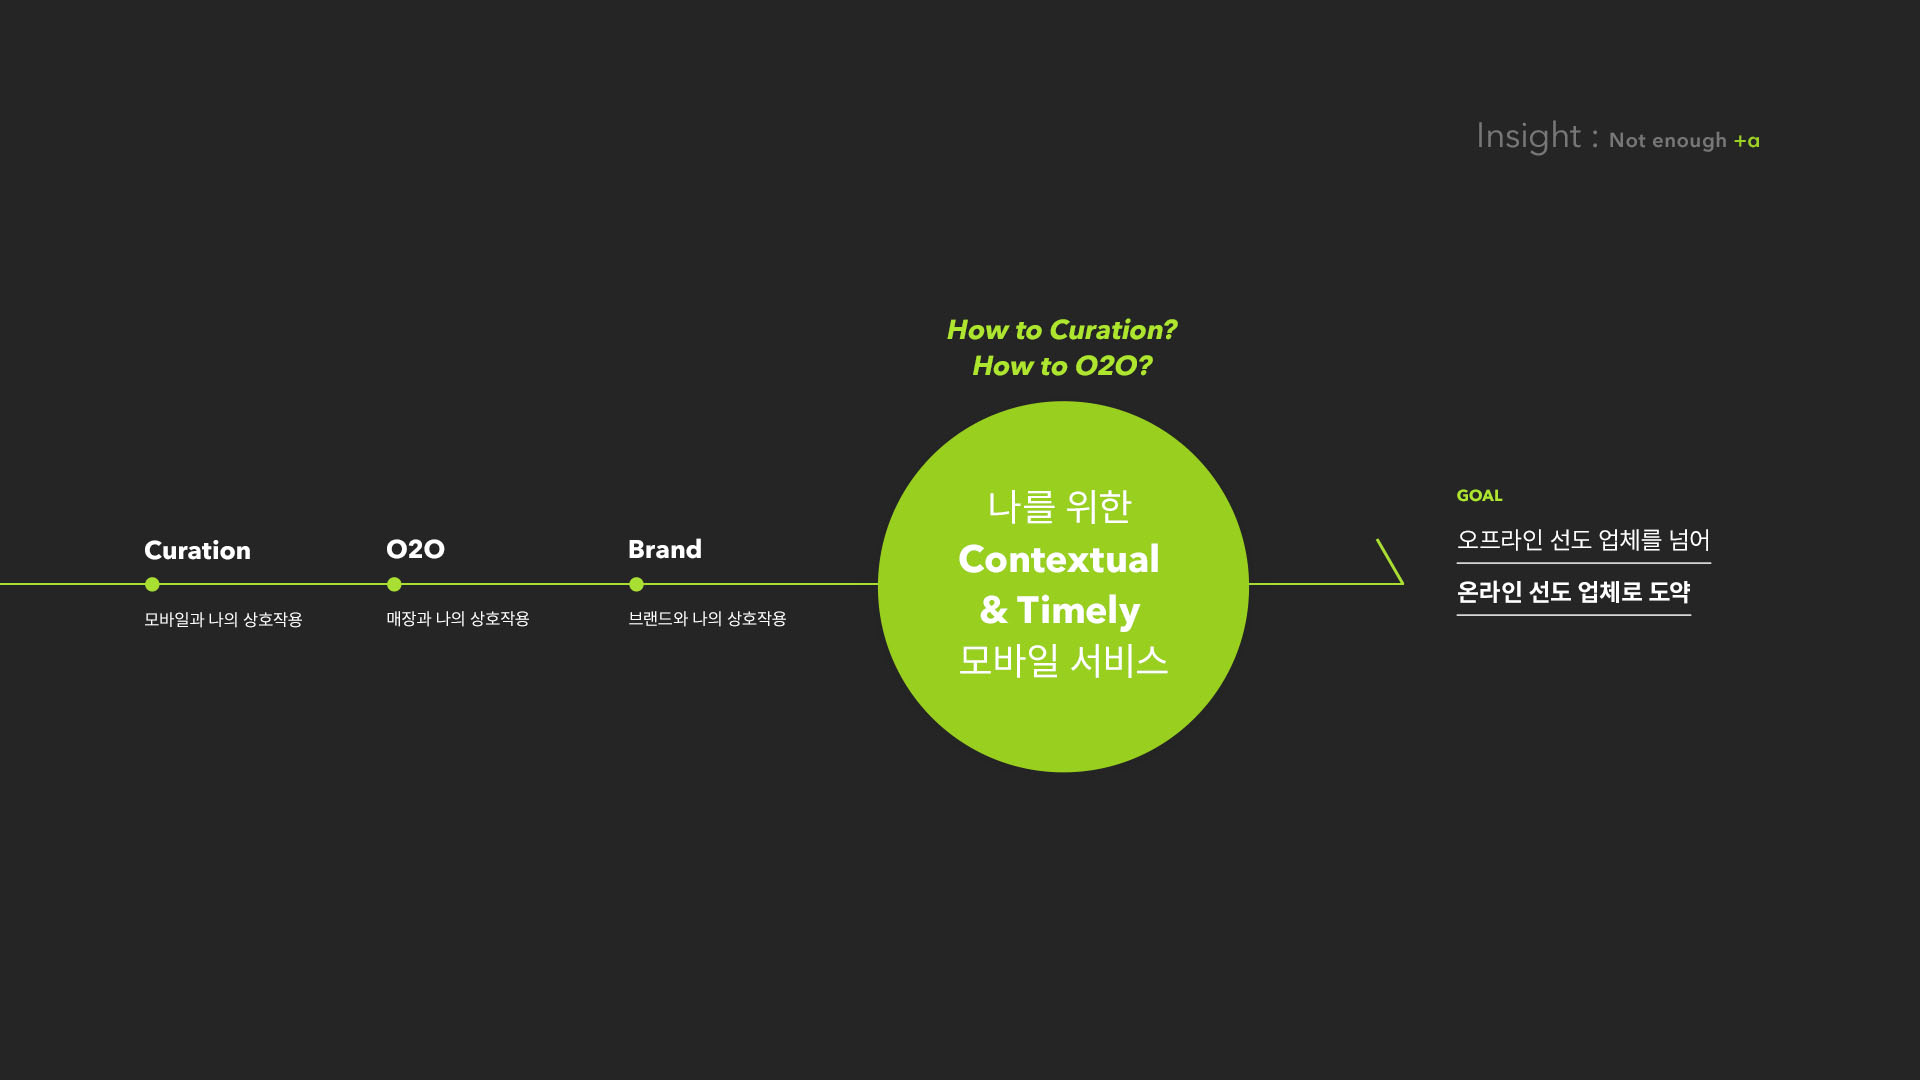 Insight : Not enough +a
How to Curation?
How to O2O?
Curation
모바일과 나의 상호작용
O2O
매장과 나의 상호작용
Brand
브랜드와 나의 상호작용
나를 위한
Contextual
& Timely
모바일 서비스
GOAL
오프라인 선도 업체를 넘어
온라인 선도 업체로 도약